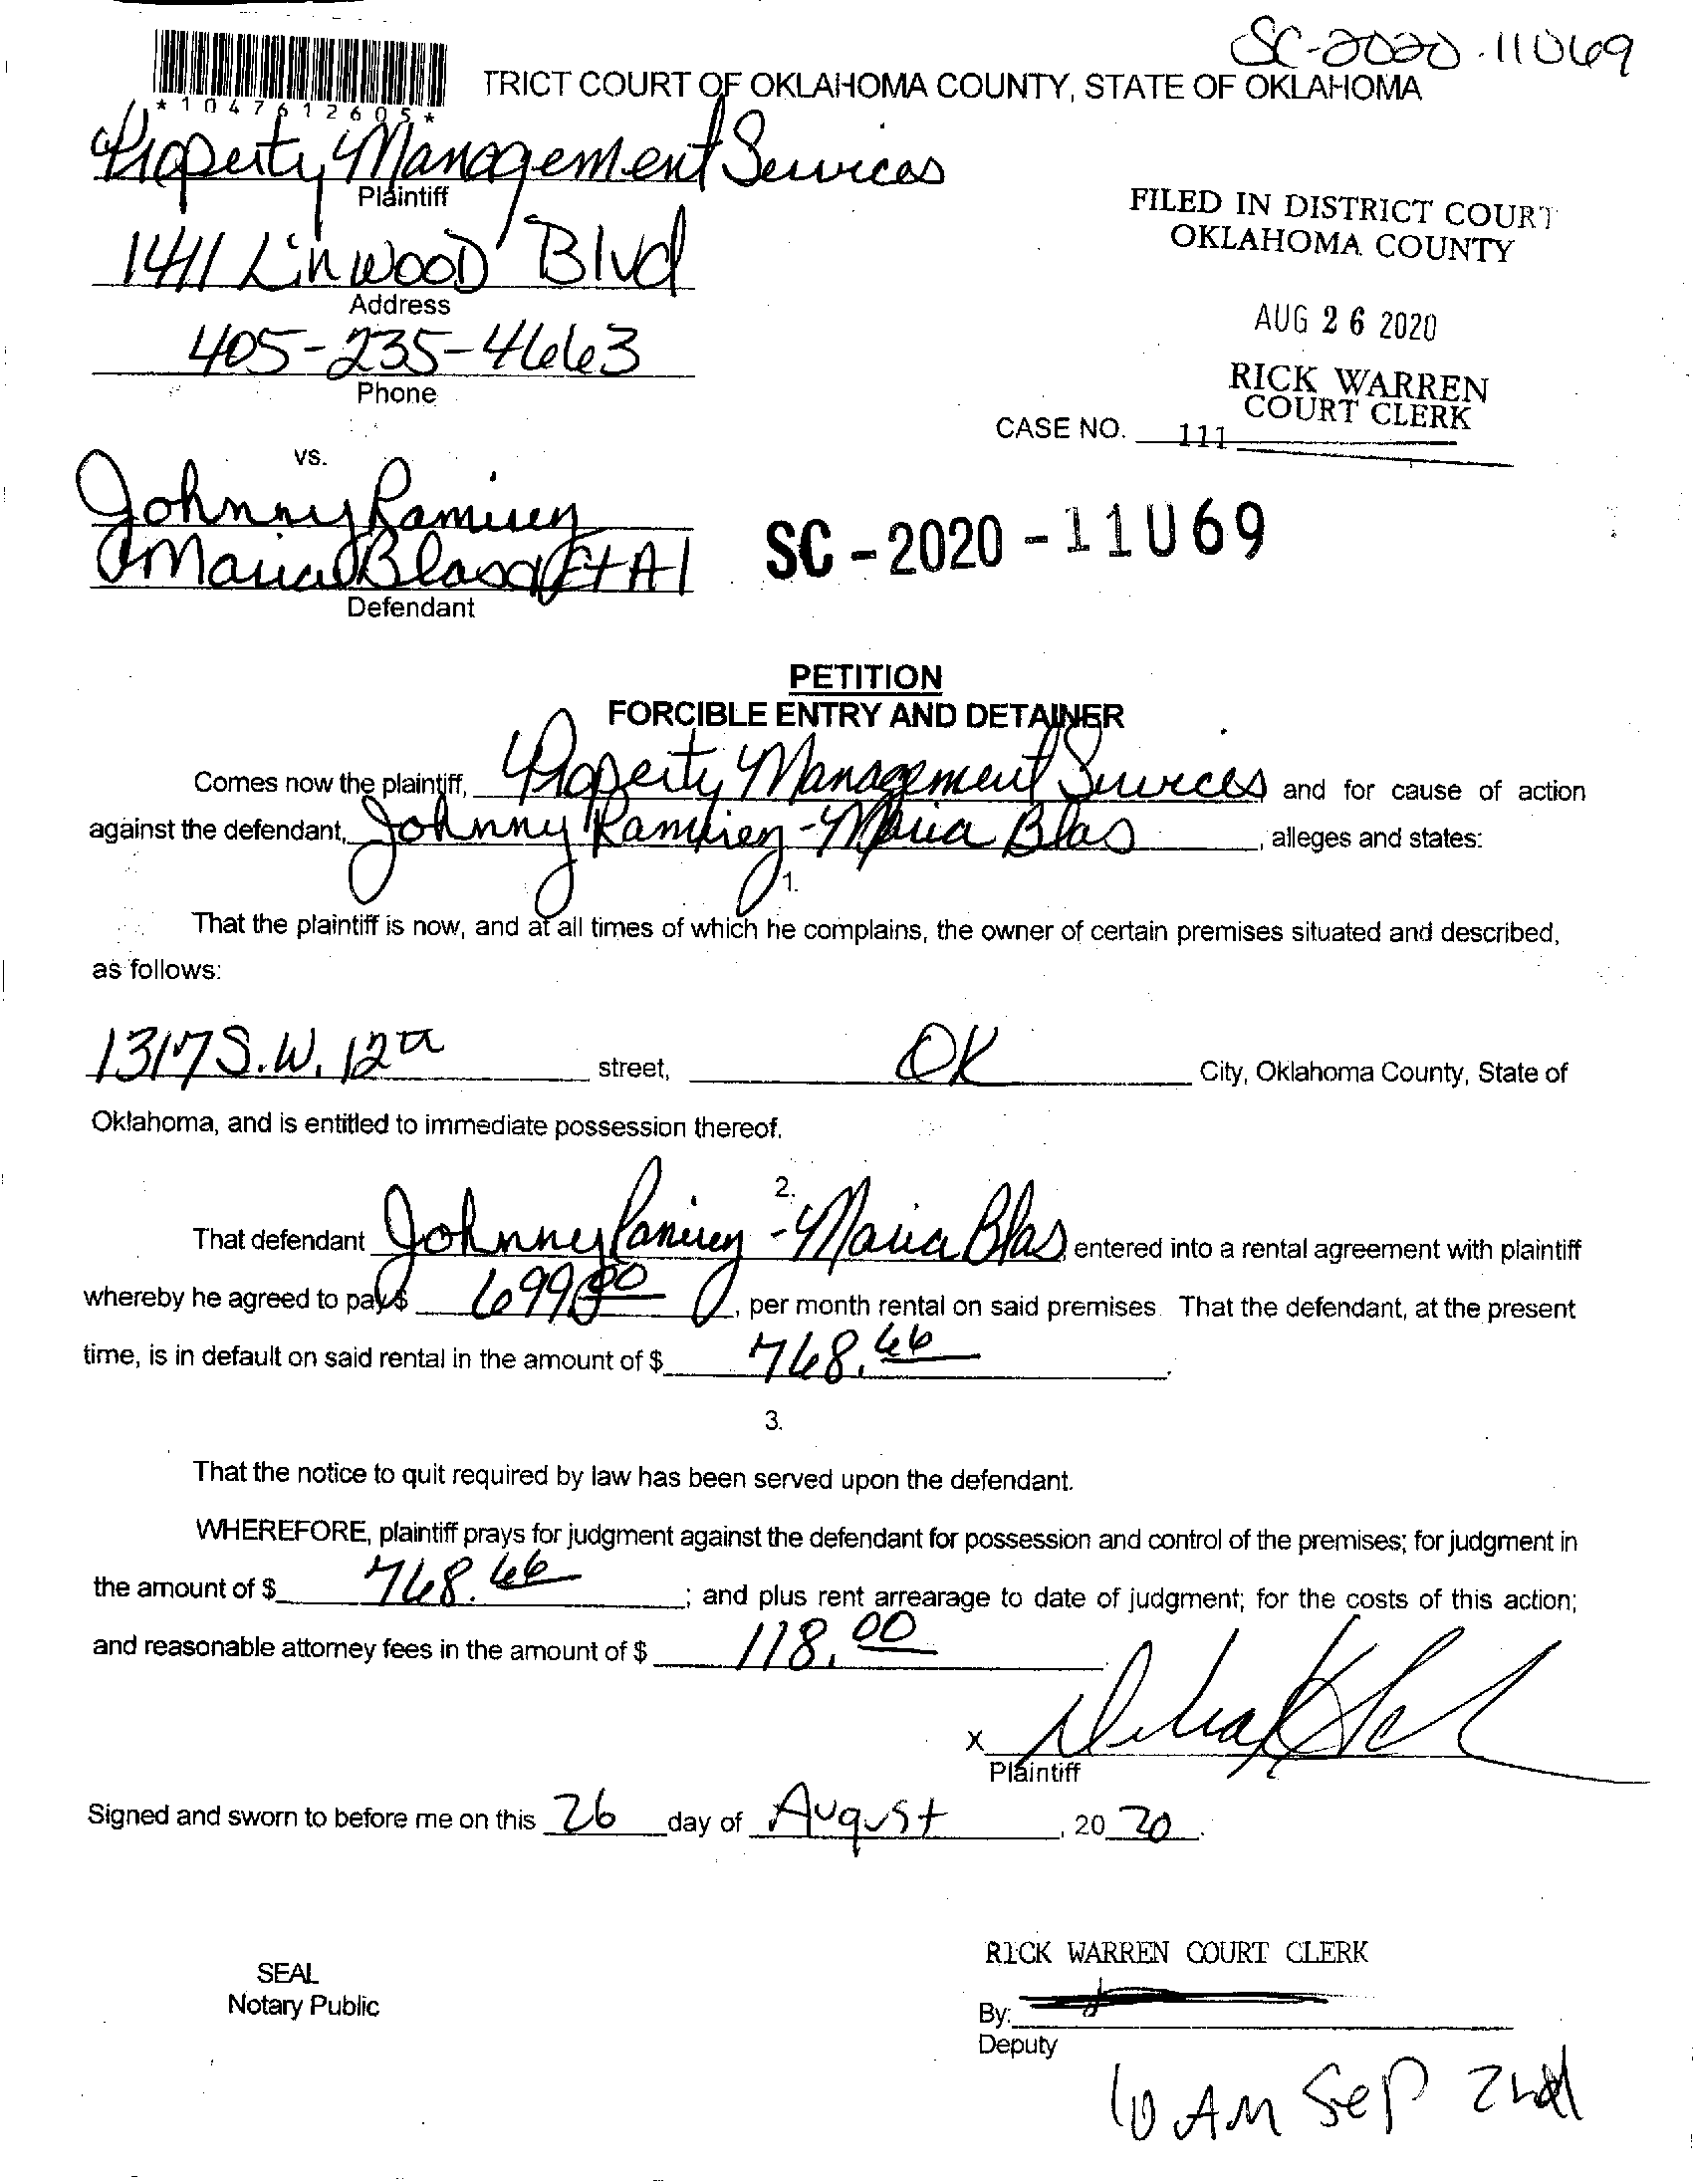 SC-2020-11069
*1047612605*
TRICT COURT OF OKLAHOMA COUNTY, STATE OF OKLAHOMA
Property Management Services
Plaintiff
1411 Linwood Blvd
Address
405-235-4663
Phone
FILED IN DISTRICT COURT
OKLAHOMA COUNTY
AUG 26 2020
RICK WARREN
COURT CLERK
CASE NO. 111
vs.
Johnny Ramirez
Maria Blas Et Al
Defendant
SC-2020-11069
PETITION
FORCIBLE ENTRY AND DETAINER
Comes now the plaintiff, Property Management Services and for cause of action
against the defendant, Johnny Ramirez - Maria Blas, alleges and states:
1.
That the plaintiff is now, and at all times of which he complains, the owner of certain premises situated and described,
as follows:
1317 S.W. 12th street, OK City, Oklahoma County, State of
Oklahoma, and is entitled to immediate possession thereof.
2.
That defendant Johnny Ramirez - Maria Blas entered into a rental agreement with plaintiff
whereby he agreed to pay $ 699.00, per month rental on said premises. That the defendant, at the present
time, is in default on said rental in the amount of $ 768.66.
3.
That the notice to quit required by law has been served upon the defendant.
WHEREFORE, plaintiff prays for judgment against the defendant for possession and control of the premises; for judgment in
the amount of $ 768.66; and plus rent arrearage to date of judgment; for the costs of this action;
and reasonable attorney fees in the amount of $ 118.00
X
Plaintiff
Signed and sworn to before me on this 26 day of August, 2020.
RICK WARREN COURT CLERK
SEAL
Notary Public
By:
Deputy
10 AM Sep 2nd